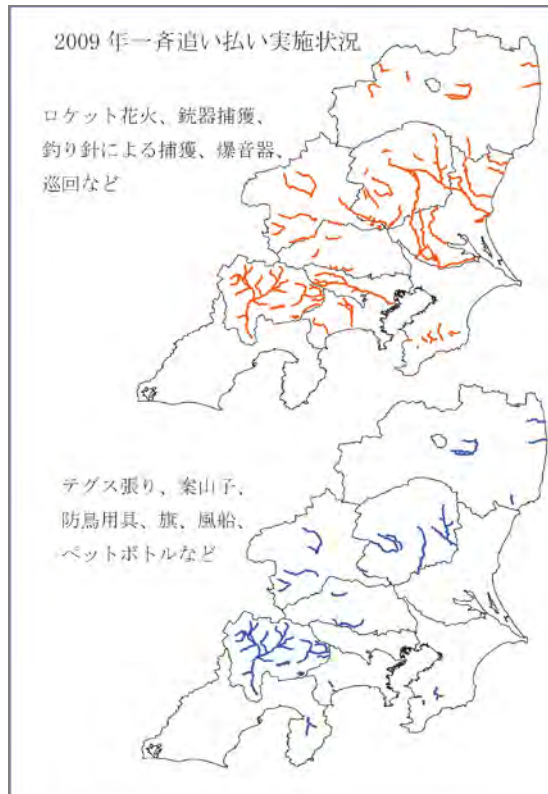 2009 年一斉追い払い実施状況
ロケット花火、銃器捕獲、
釣り針による捕獲、爆音器、
巡回など
テグス張り、案山子、
防鳥用具、旗、風船、
ペットボトルなど